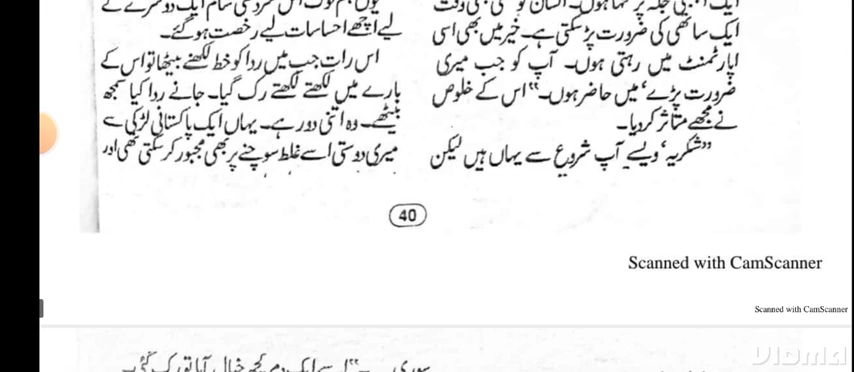 ایک ساتھی کی ضرورت پڑ سکتی ہے۔ خیر میں بھی اسی
اپارٹمنٹ میں رہتی ہوں۔ آپ کو جب میری
ضرورت پڑے‘ میں حاضر ہوں۔“ اس کے خلوص
نے مجھے متاثر کر دیا۔
”شکریہ‘ ویسے آپ شروع سے یہاں ہیں لیکن
لیے اچھے احساسات لیے رخصت ہو گئے۔
اس رات جب میں ردا کو خط لکھنے بیٹھا تو اس کے
بارے میں لکھتے لکھتے رک گیا۔ جانے ردا کیا سمجھ
بیٹھے۔ وہ اتنی دور ہے۔ یہاں ایک پاکستانی لڑکی سے
میری دوستی اسے غلط سوچنے پر بھی مجبور کر سکتی تھی اور
40
Scanned with CamScanner
Scanned with CamScanner
VidMa